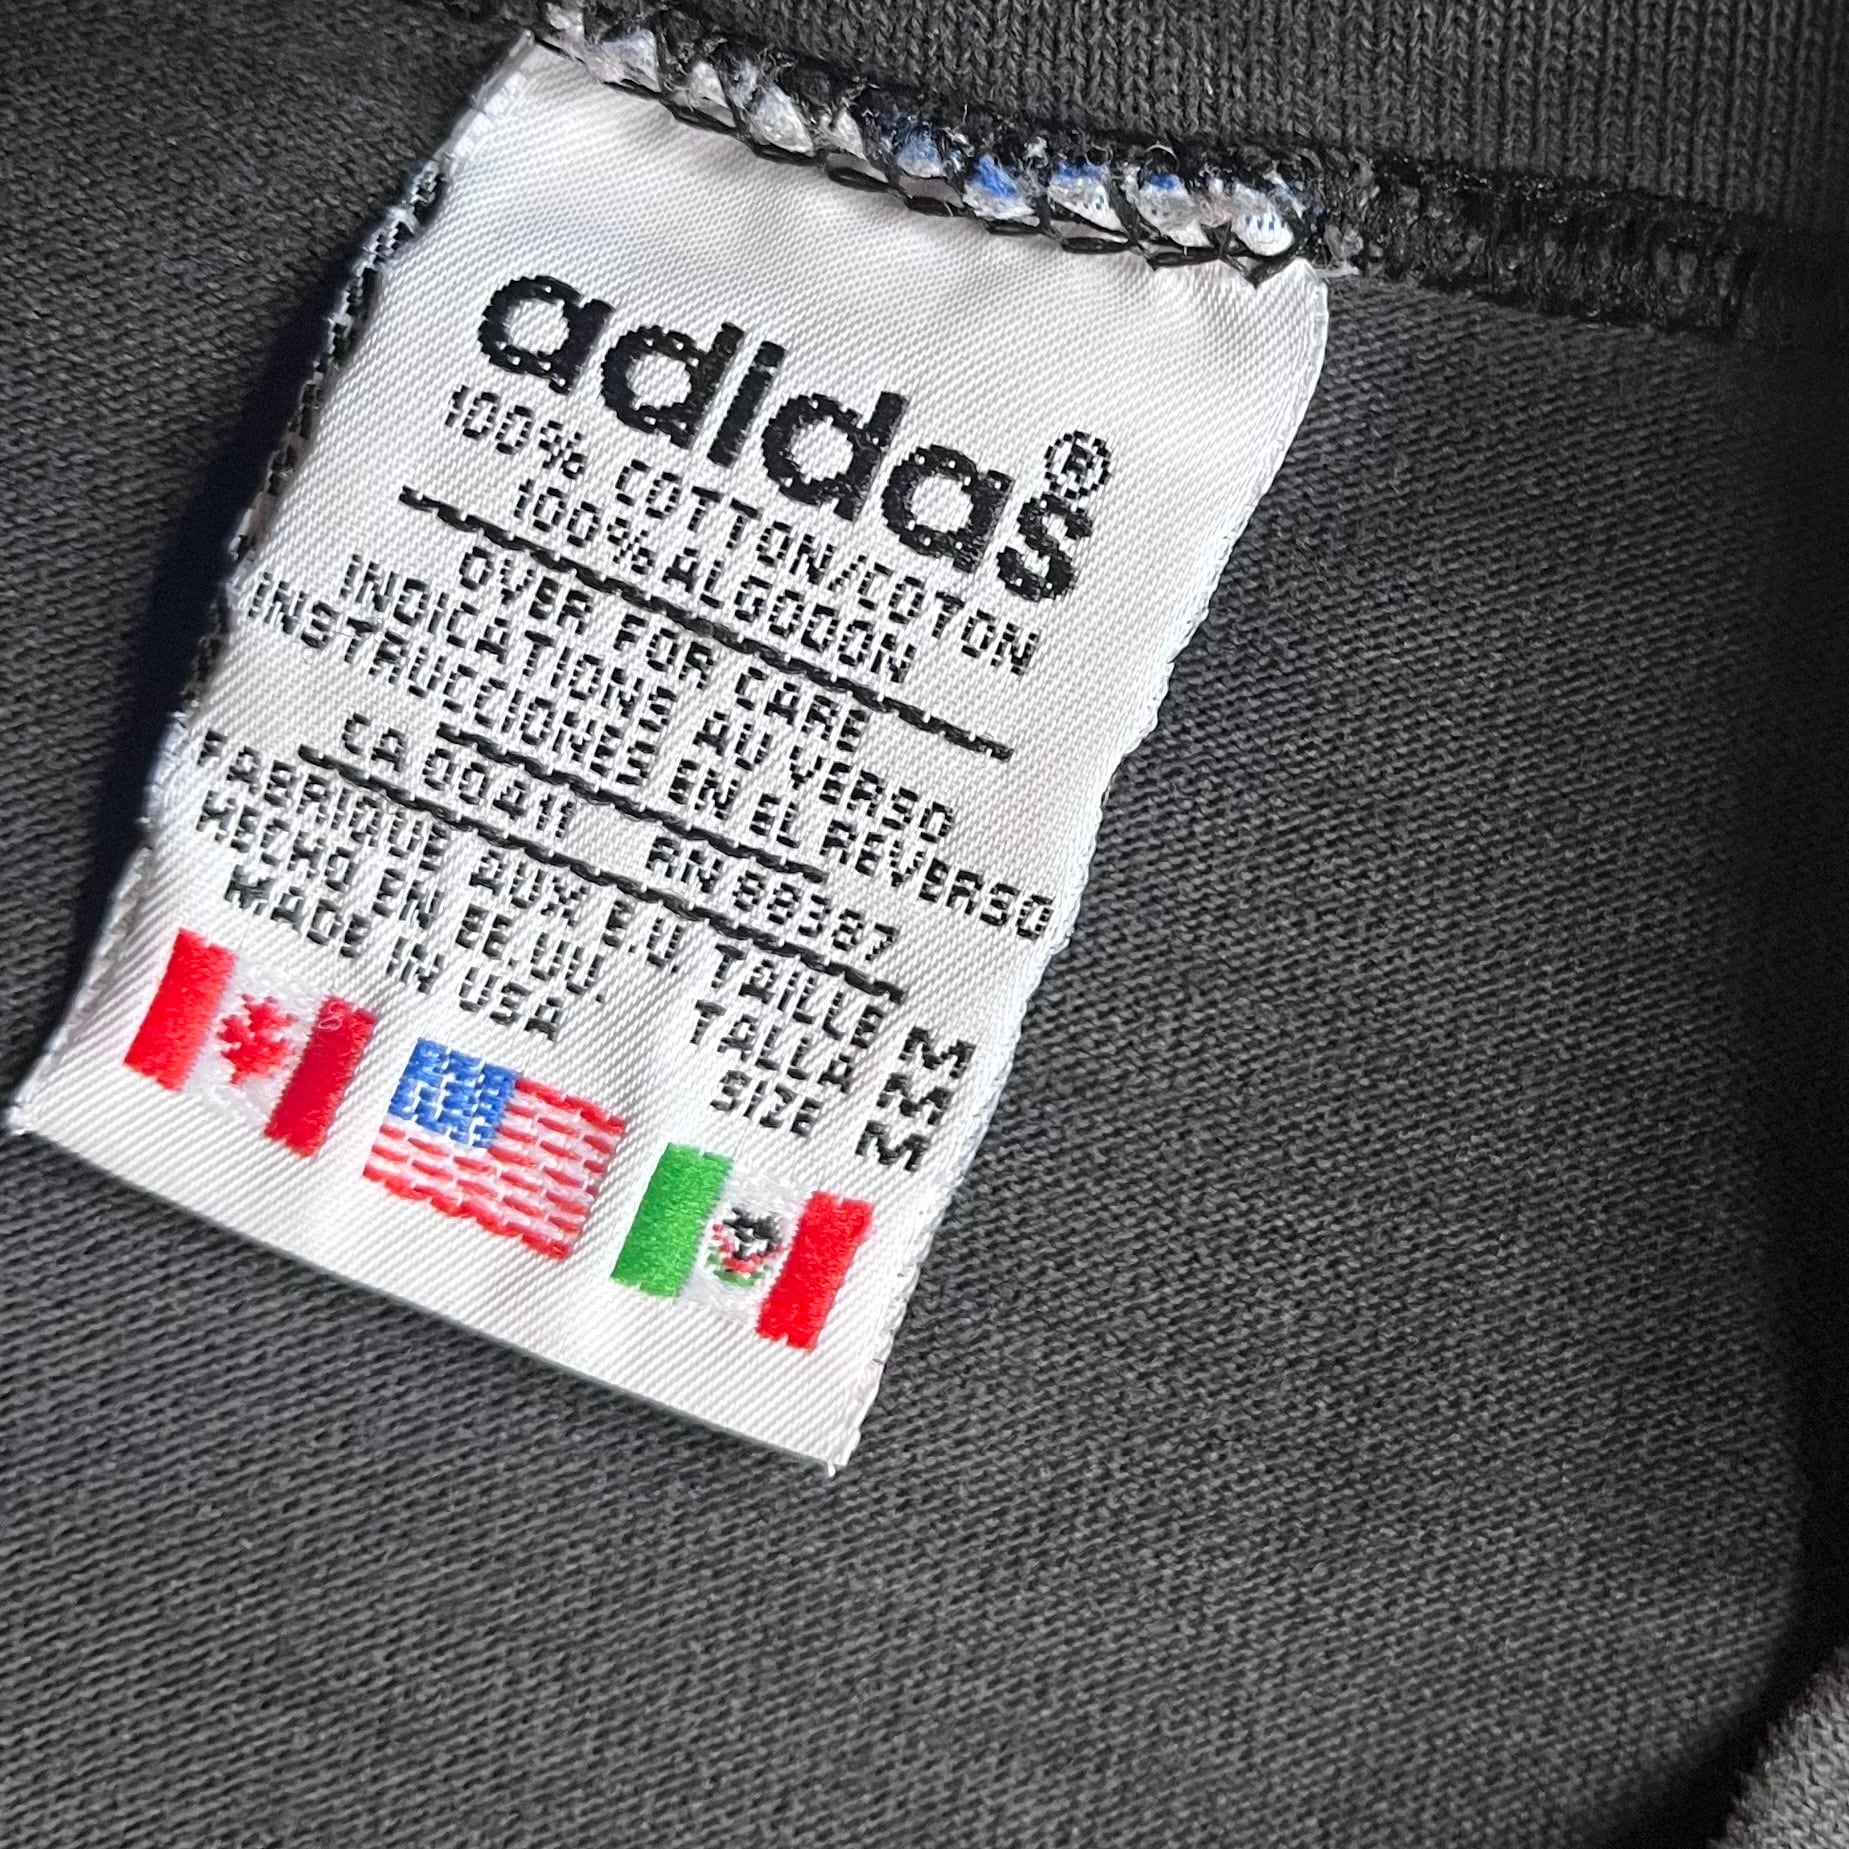 adidas®
100% COTTON/COTON
100% ALGODON
OVER FOR CARE
INDICATIONS AU VERSO
INSTRUCCIONES EN EL REVERSO
CA 00411 RN 88387
FABRIQUE AUX E.U. TAILLE M
HECHO EN EE.UU. TALLA M
MADE IN USA SIZE M